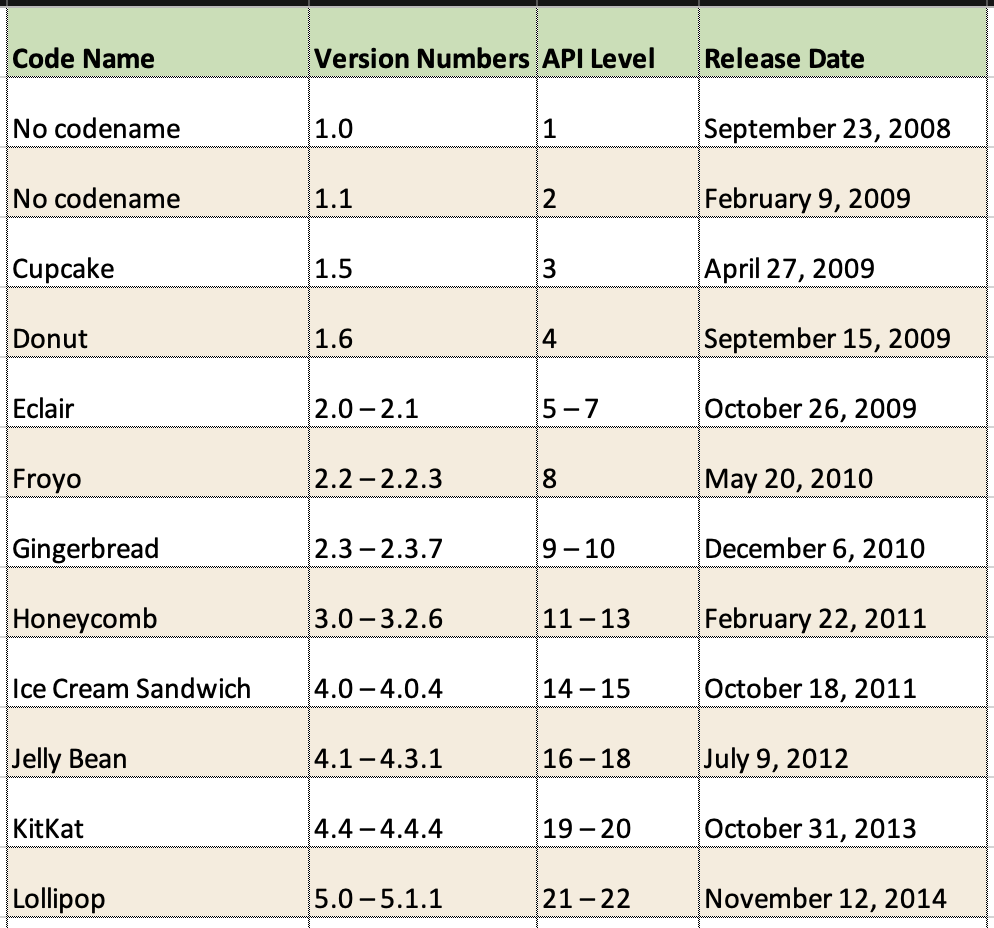 Code Name Version Numbers API Level Release Date
No codename 1.0 1 September 23, 2008
No codename 1.1 2 February 9, 2009
Cupcake 1.5 3 April 27, 2009
Donut 1.6 4 September 15, 2009
Eclair 2.0 – 2.1 5 – 7 October 26, 2009
Froyo 2.2 – 2.2.3 8 May 20, 2010
Gingerbread 2.3 – 2.3.7 9 – 10 December 6, 2010
Honeycomb 3.0 – 3.2.6 11 – 13 February 22, 2011
Ice Cream Sandwich 4.0 – 4.0.4 14 – 15 October 18, 2011
Jelly Bean 4.1 – 4.3.1 16 – 18 July 9, 2012
KitKat 4.4 – 4.4.4 19 – 20 October 31, 2013
Lollipop 5.0 – 5.1.1 21 – 22 November 12, 2014